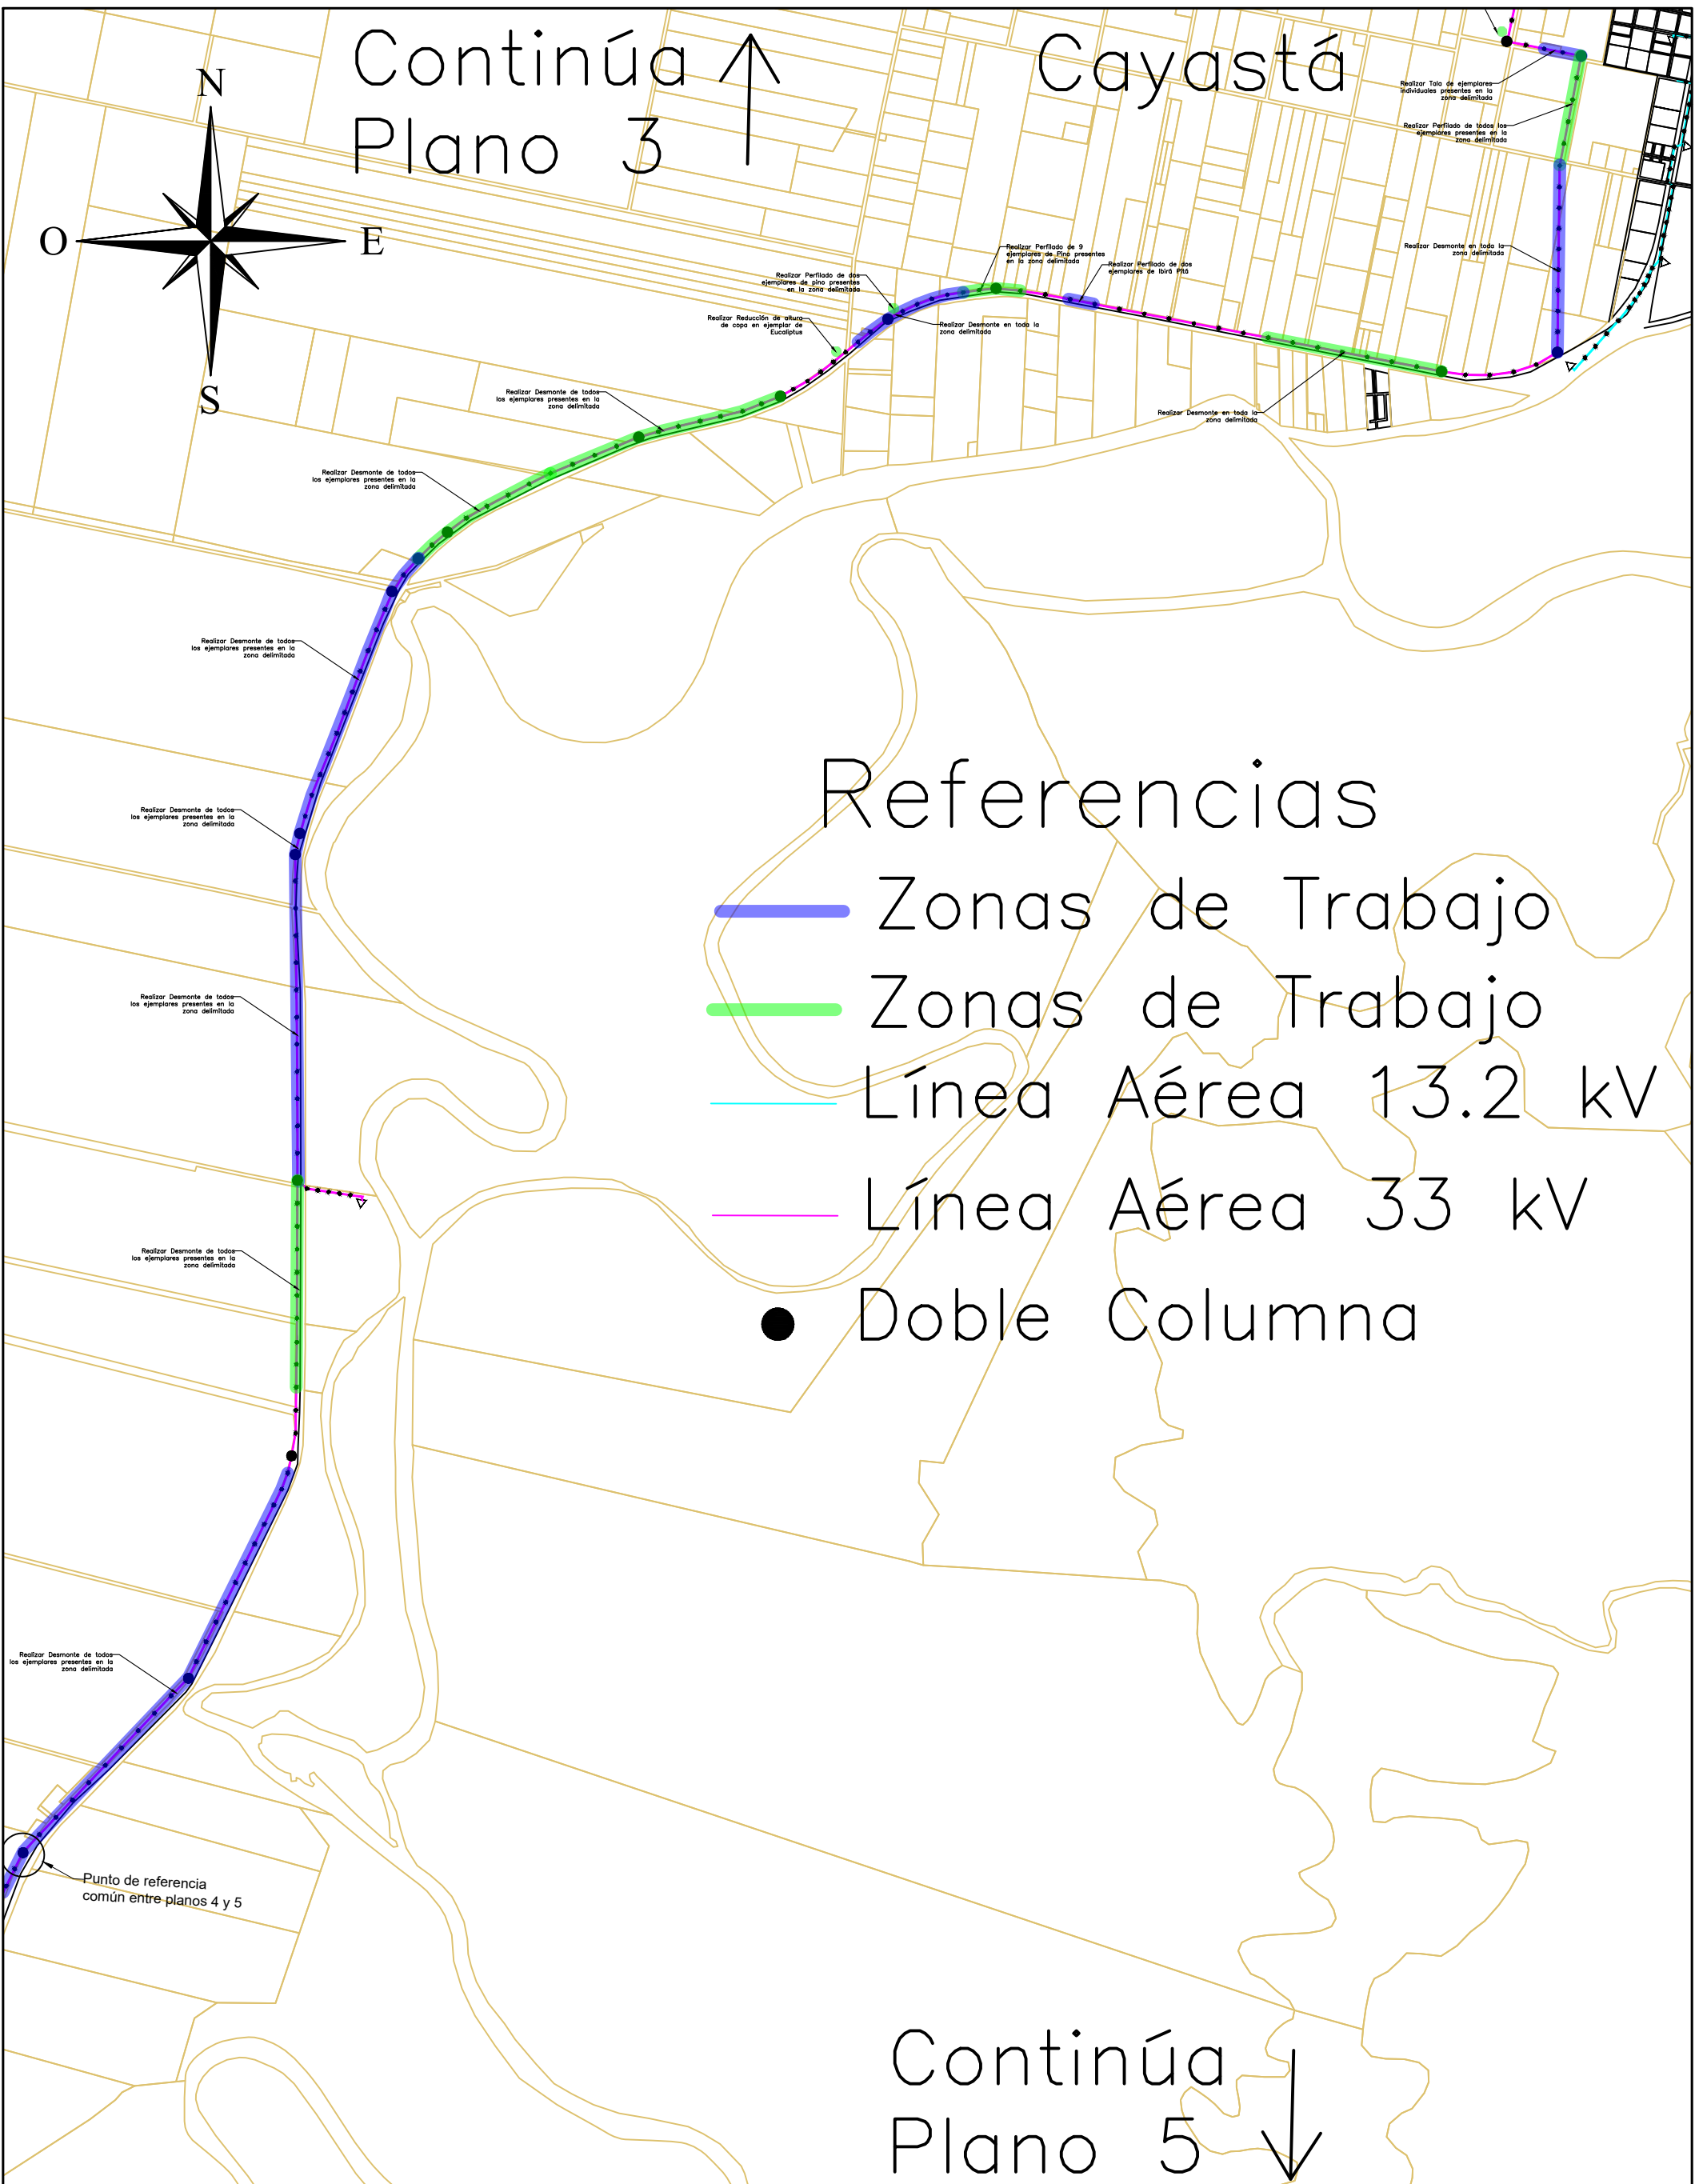 Continúa
Plano 3
Cayastá
N
O
E
S
Realizar Tala de ejemplares
individuales presentes en la
zona delimitada
Realizar Perfilado de todos los
ejemplares presentes en la
zona delimitada
Realizar Desmonte en toda la
zona delimitada
Realizar Perfilado de 9
ejemplares de Pino presentes
en la zona delimitada
Realizar Perfilado de dos
ejemplares de Ibirá Pitá
Realizar Perfilado de dos
ejemplares de pino presentes
en la zona delimitada
Realizar Reducción de altura
de copa en ejemplar de
Eucaliptus
Realizar Desmonte en toda la
zona delimitada
Realizar Desmonte en toda la
zona delimitada
Realizar Desmonte de todos
los ejemplares presentes en la
zona delimitada
Realizar Desmonte de todos
los ejemplares presentes en la
zona delimitada
Realizar Desmonte de todos
los ejemplares presentes en la
zona delimitada
Realizar Desmonte de todos
los ejemplares presentes en la
zona delimitada
Realizar Desmonte de todos
los ejemplares presentes en la
zona delimitada
Realizar Desmonte de todos
los ejemplares presentes en la
zona delimitada
Realizar Desmonte de todos
los ejemplares presentes en la
zona delimitada
Referencias
Zonas de Trabajo
Zonas de Trabajo
Línea Aérea 13.2 kV
Línea Aérea 33 kV
Doble Columna
Punto de referencia
común entre planos 4 y 5
Continúa
Plano 5